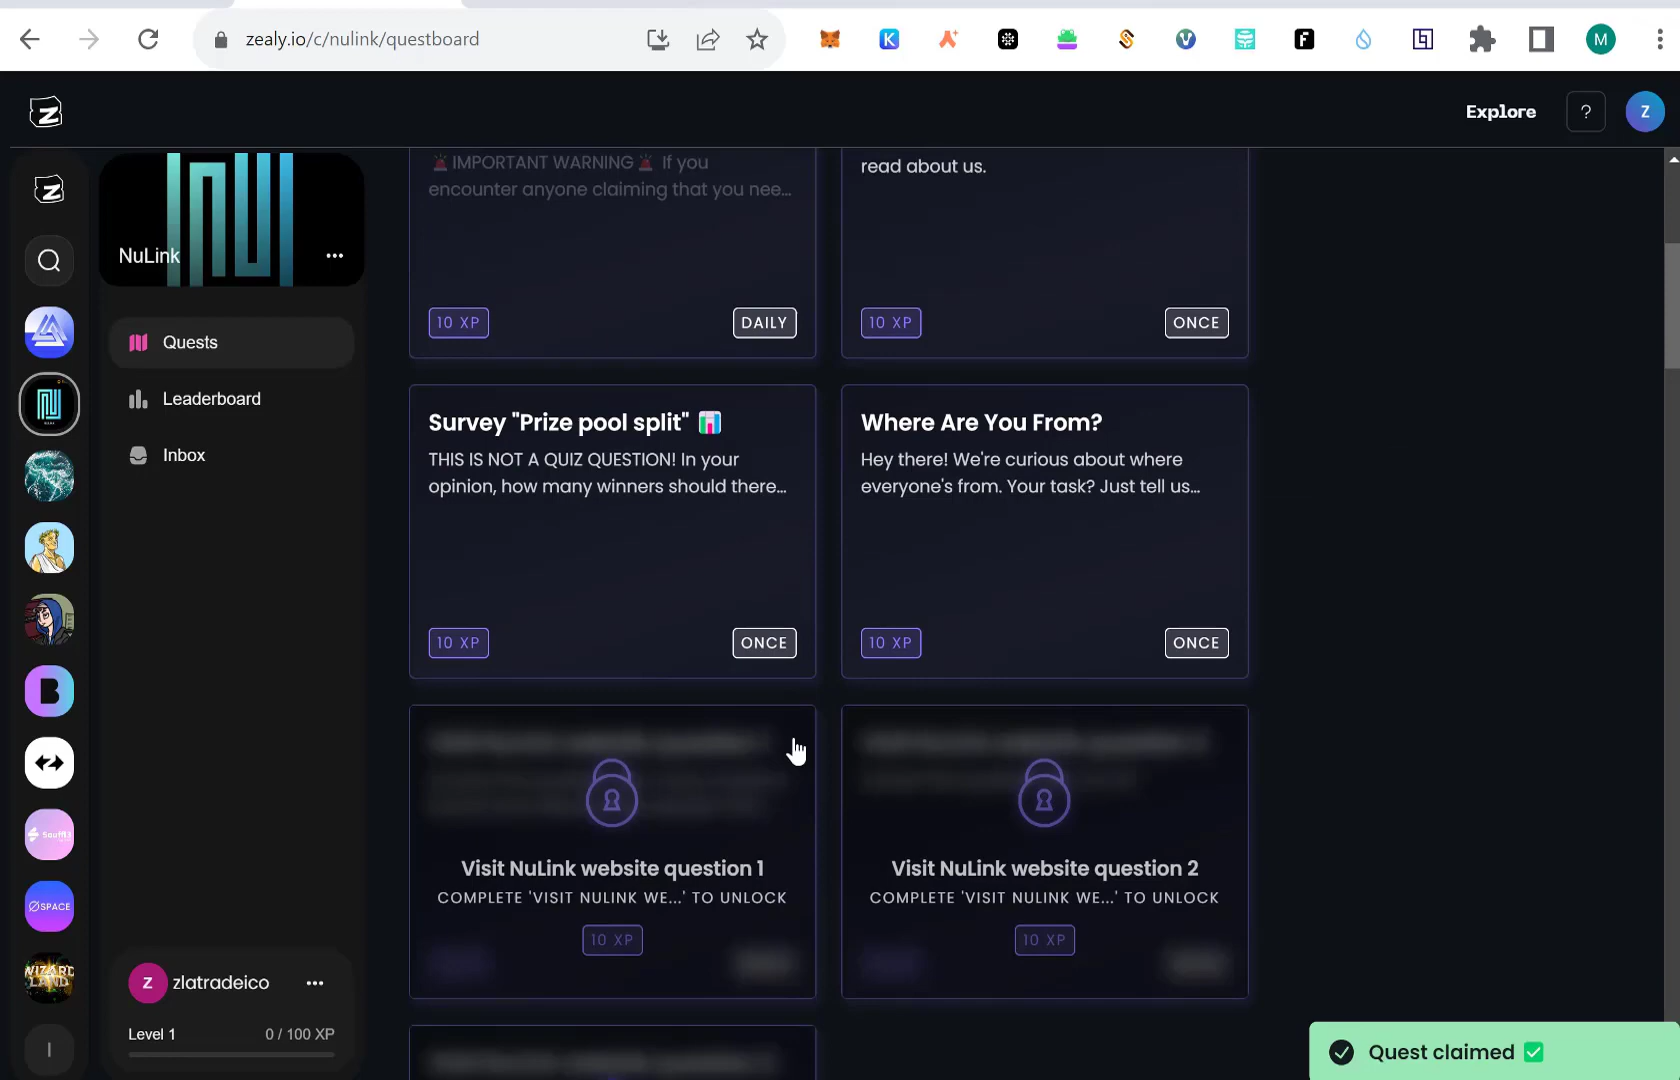 zealy.io/c/nulink/questboard
M
Explore
?
Z
NuLink
Quests
Leaderboard
Inbox
🚨IMPORTANT WARNING🚨 If you
encounter anyone claiming that you nee...
10 XP
DAILY
read about us.
10 XP
ONCE
Survey "Prize pool split" 📊
THIS IS NOT A QUIZ QUESTION! In your
opinion, how many winners should there...
10 XP
ONCE
Where Are You From?
Hey there! We're curious about where
everyone's from. Your task? Just tell us...
10 XP
ONCE
Visit NuLink website question 1
COMPLETE 'VISIT NULINK WE...' TO UNLOCK
10 XP
Visit NuLink website question 2
COMPLETE 'VISIT NULINK WE...' TO UNLOCK
10 XP
B
SPACE
WIZARD
LAND
I
Z
zlatradeico
Level 1
0 / 100 XP
Quest claimed ✅